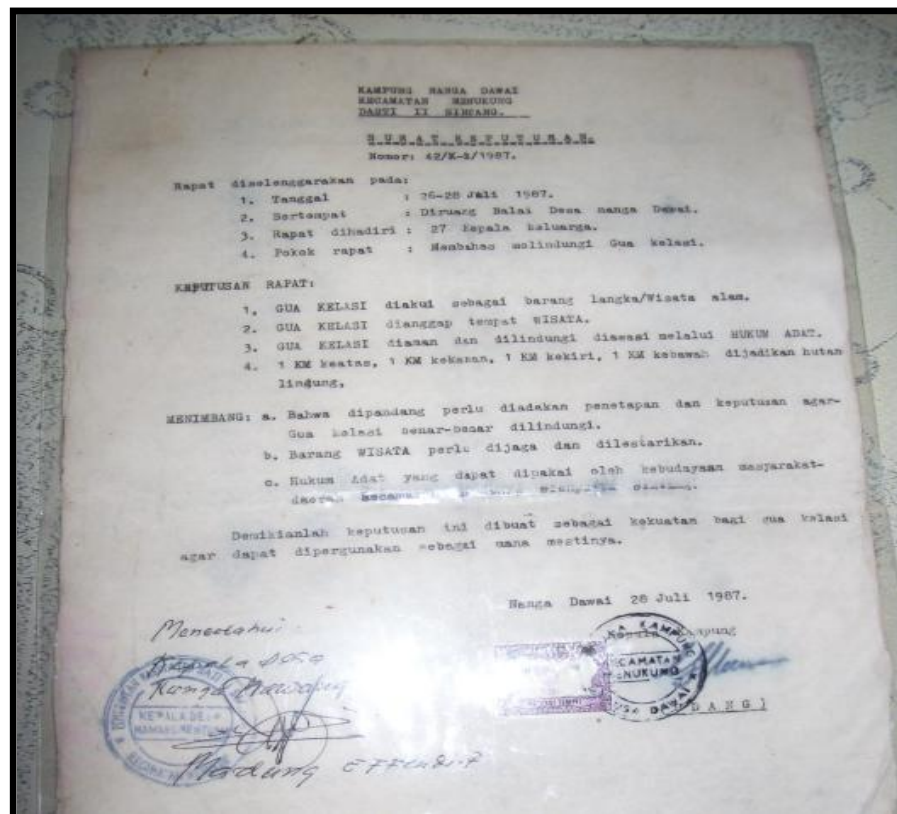 KAMPUNG NANGA DAWAI
KECAMATAN MENUKUNG
DASTI II SINTANG.
SURAT KEPUTUSAN.
Nomor: 42/K-3/1987.
Rapat diselenggarakan pada:
1. Tanggal : 26-28 Juli 1987.
2. Bertempat : Diruang Balai Desa nanga Dawai.
3. Rapat dihadiri : 27 kepala keluarga.
4. Pokok rapat : Membahas melindungi Gua kelasi.
KEPUTUSAN RAPAT:
1. GUA KELASI diakui sebagai barang langka/Wisata alam.
2. GUA KELASI dianggap tempat WISATA.
3. GUA KELASI diaman dan dilindungi diawasi melalui HUKUM ADAT.
4. 1 KM keatas, 1 KM kekanan, 1 KM kekiri, 1 KM kebawah dijadikan hutan
lindung.
MENIMBANG: a. Bahwa dipandang perlu diadakan penetapan dan keputusan agar-
Gua kelasi benar-benar dilindungi.
b. Barang WISATA perlu dijaga dan dilestarikan.
c. Hukum Adat yang dapat dipakai oleh kebudayaan masyarakat-
daerah
Demikianlah keputusan ini dibuat sebagai kekuatan bagi gua kelasi
agar dapat dipergunakan sebagai mana mestinya.
Nanga Dawai 28 Juli 1987.
Kepala Kampung
Mengetahui
Kepala Desa
KECAMATAN
MENUKUNG
KEPALA DESA
DANG)